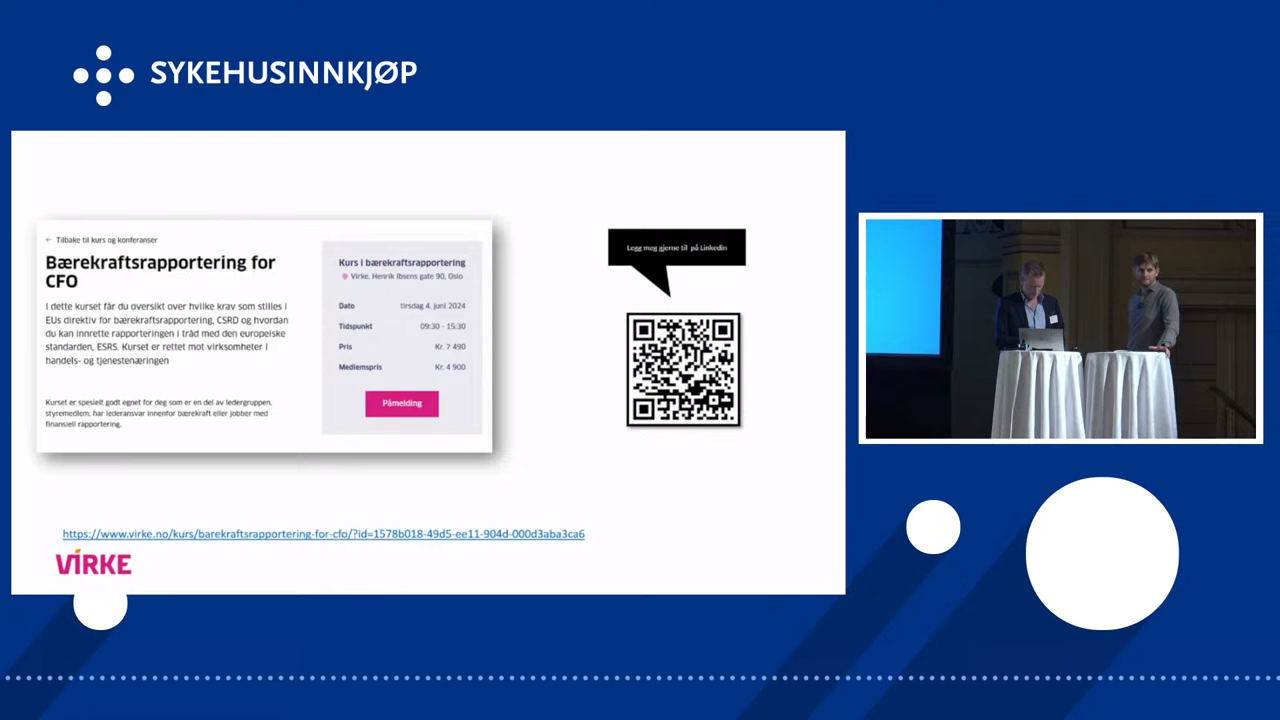 SYKEHUSINNKJØP
← Tilbake til kurs og konferanser
Bærekraftsrapportering for
CFO
I dette kurset får du oversikt over hvilke krav som stilles i
EUs direktiv for bærekraftsrapportering, CSRD og hvordan
du kan innrette rapporteringen i tråd med den europeiske
standarden, ESRS. Kurset er rettet mot virksomheter i
handels- og tjenestenæringen
Kurset er spesielt godt egnet for deg som er en del av ledergruppen,
styremedlem, har lederansvar innenfor bærekraft eller jobber med
finansiell rapportering.
Kurs i bærekraftsrapportering
Virke, Henrik Ibsens gate 90, Oslo
Dato tirsdag 4. juni 2024
Tidspunkt 09:30 - 15:30
Pris Kr. 7 490
Medlemspris Kr. 4 900
Påmelding
Legg meg gjerne til på Linkedin
https://www.virke.no/kurs/barekraftsrapportering-for-cfo/?id=1578b018-49d5-ee11-904d-000d3aba3ca6
VIRKE